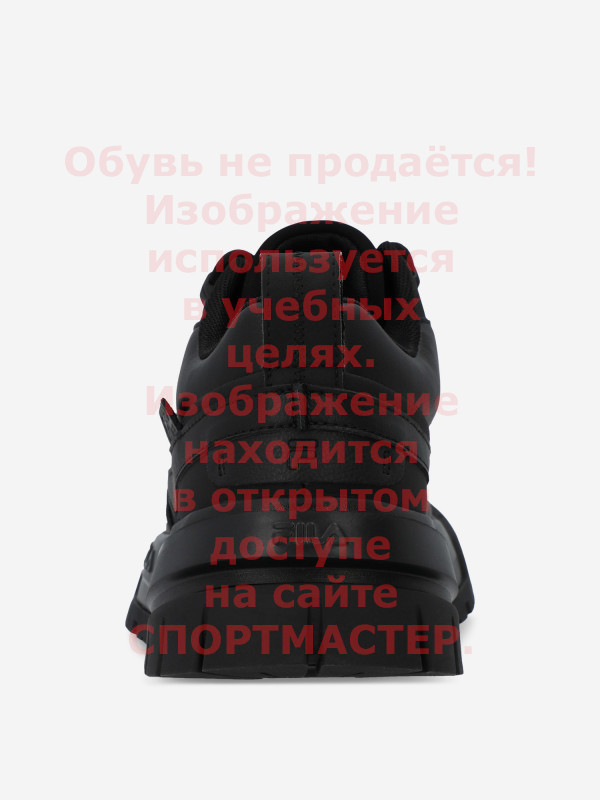 Обувь не продаётся!
Изображение
используется
в учебных
целях.
Изображение
находится
в открытом
доступе
на сайте
СПОРТМАСТЕР.
FILA